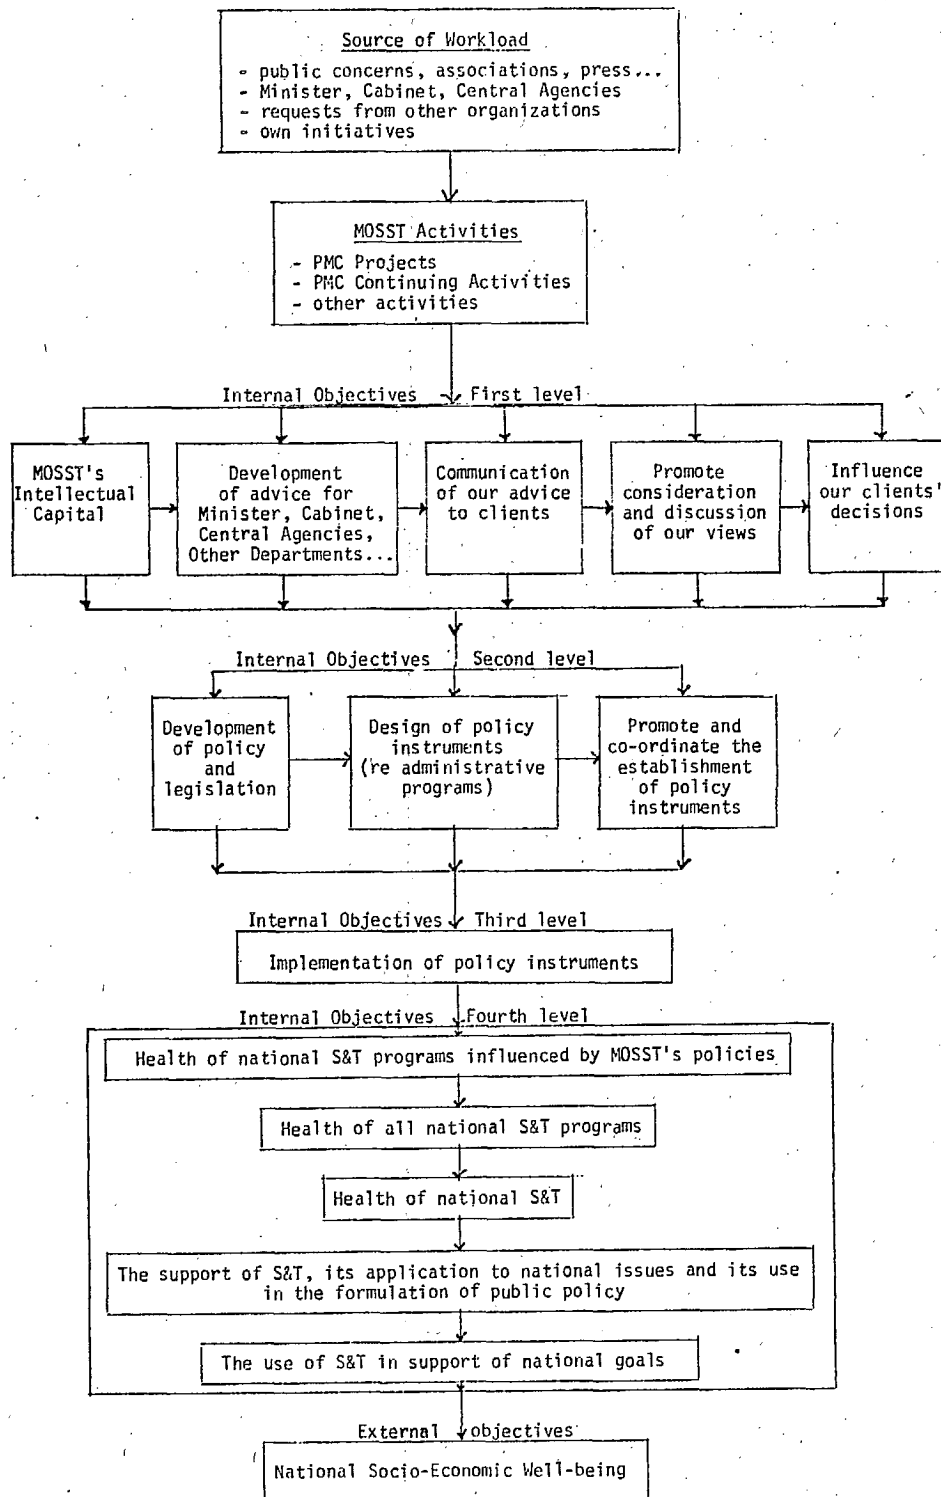 Source of Workload
- public concerns, associations, press...
- Minister, Cabinet, Central Agencies
- requests from other organizations
- own initiatives
MOSST Activities
- PMC Projects
- PMC Continuing Activities
- other activities
Internal Objectives First level
MOSST's
Intellectual
Capital
Development
of advice for
Minister, Cabinet,
Central Agencies,
Other Departments...
Communication
of our advice
to clients
Promote
consideration
and discussion
of our views
Influence
our clients'
decisions
Internal Objectives Second level
Development
of policy
and
legislation
Design of policy
instruments
(re administrative
programs)
Promote and
co-ordinate the
establishment
of policy
instruments
Internal Objectives Third level
Implementation of policy instruments
Internal Objectives Fourth level
Health of national S&T programs influenced by MOSST's policies
Health of all national S&T programs
Health of national S&T
The support of S&T, its application to national issues and its use
in the formulation of public policy
The use of S&T in support of national goals
External objectives
National Socio-Economic Well-being